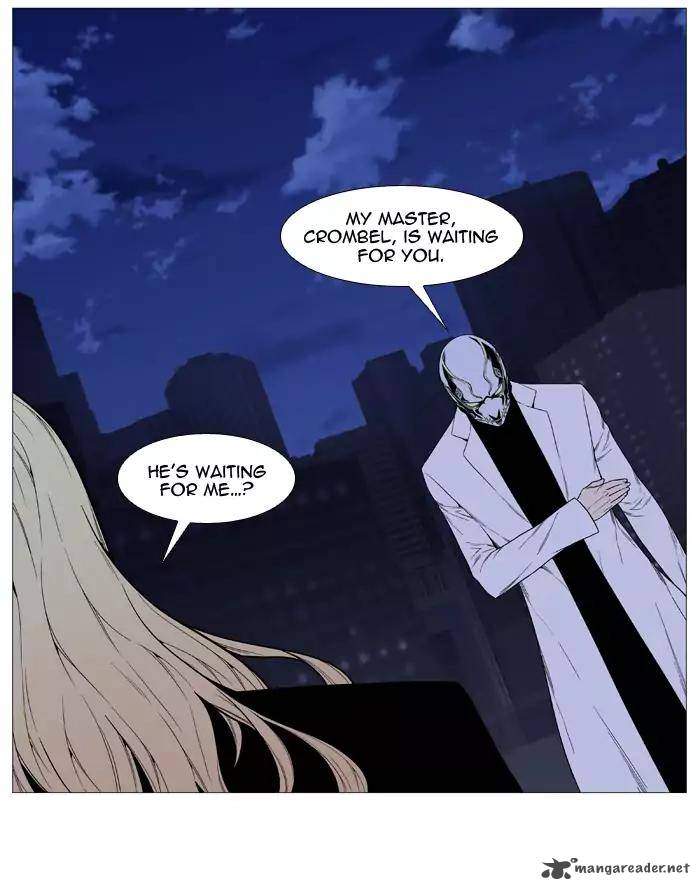 MY MASTER,
CROMBEL, IS WAITING
FOR YOU.
HE'S WAITING
FOR ME...?
mangareader.net